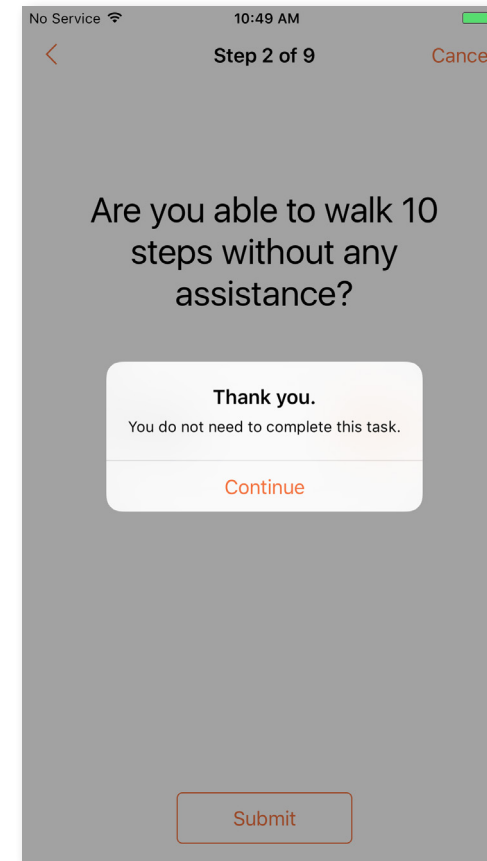 No Service 10:49 AM
Step 2 of 9 Cance
Are you able to walk 10
steps without any
assistance?
Thank you.
You do not need to complete this task.
Continue
Submit